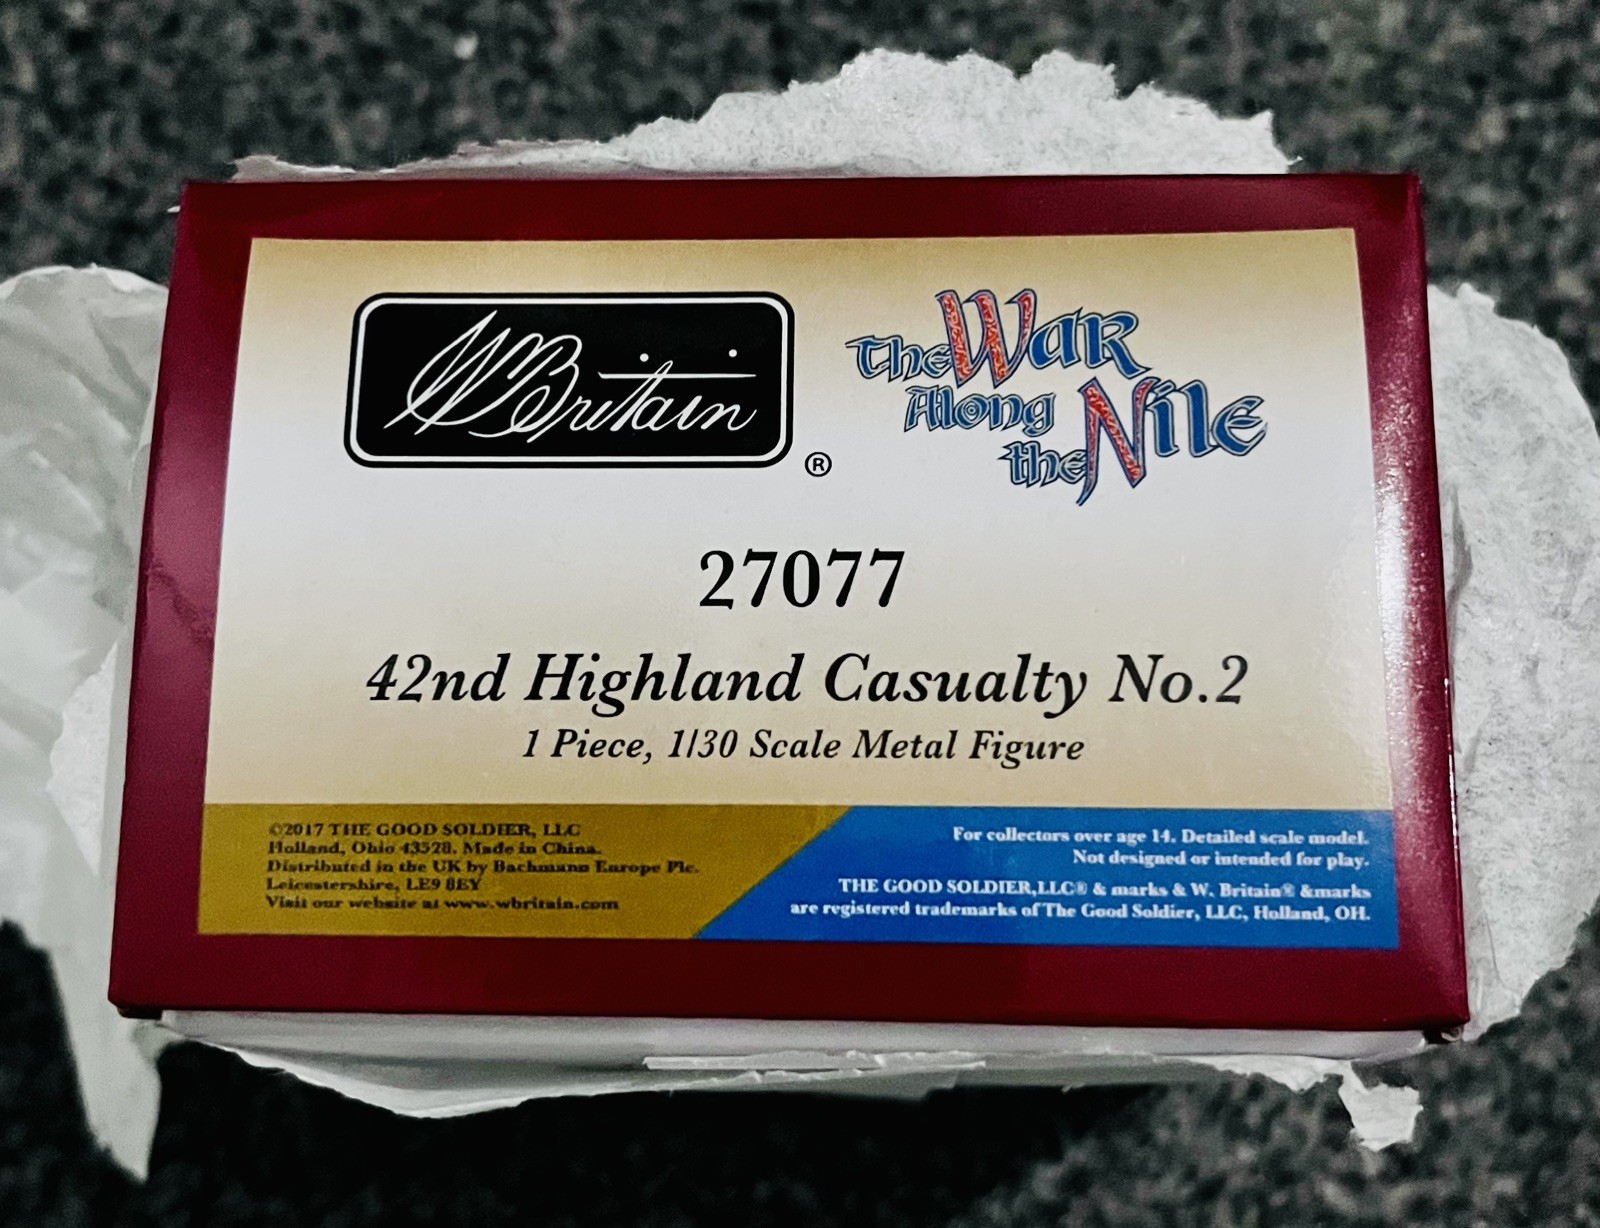 W Britain ®
The War
Along
the Nile
27077
42nd Highland Casualty No.2
1 Piece, 1/30 Scale Metal Figure
©2017 THE GOOD SOLDIER, LLC
Holland, Ohio 43528. Made in China.
Distributed in the UK by Bachmann Europe Plc.
Leicestershire, LE9 8EY
Visit our website at www.wbritain.com
For collectors over age 14. Detailed scale model.
Not designed or intended for play.
THE GOOD SOLDIER,LLC® & marks & W. Britain® &marks
are registered trademarks of The Good Soldier, LLC, Holland, OH.